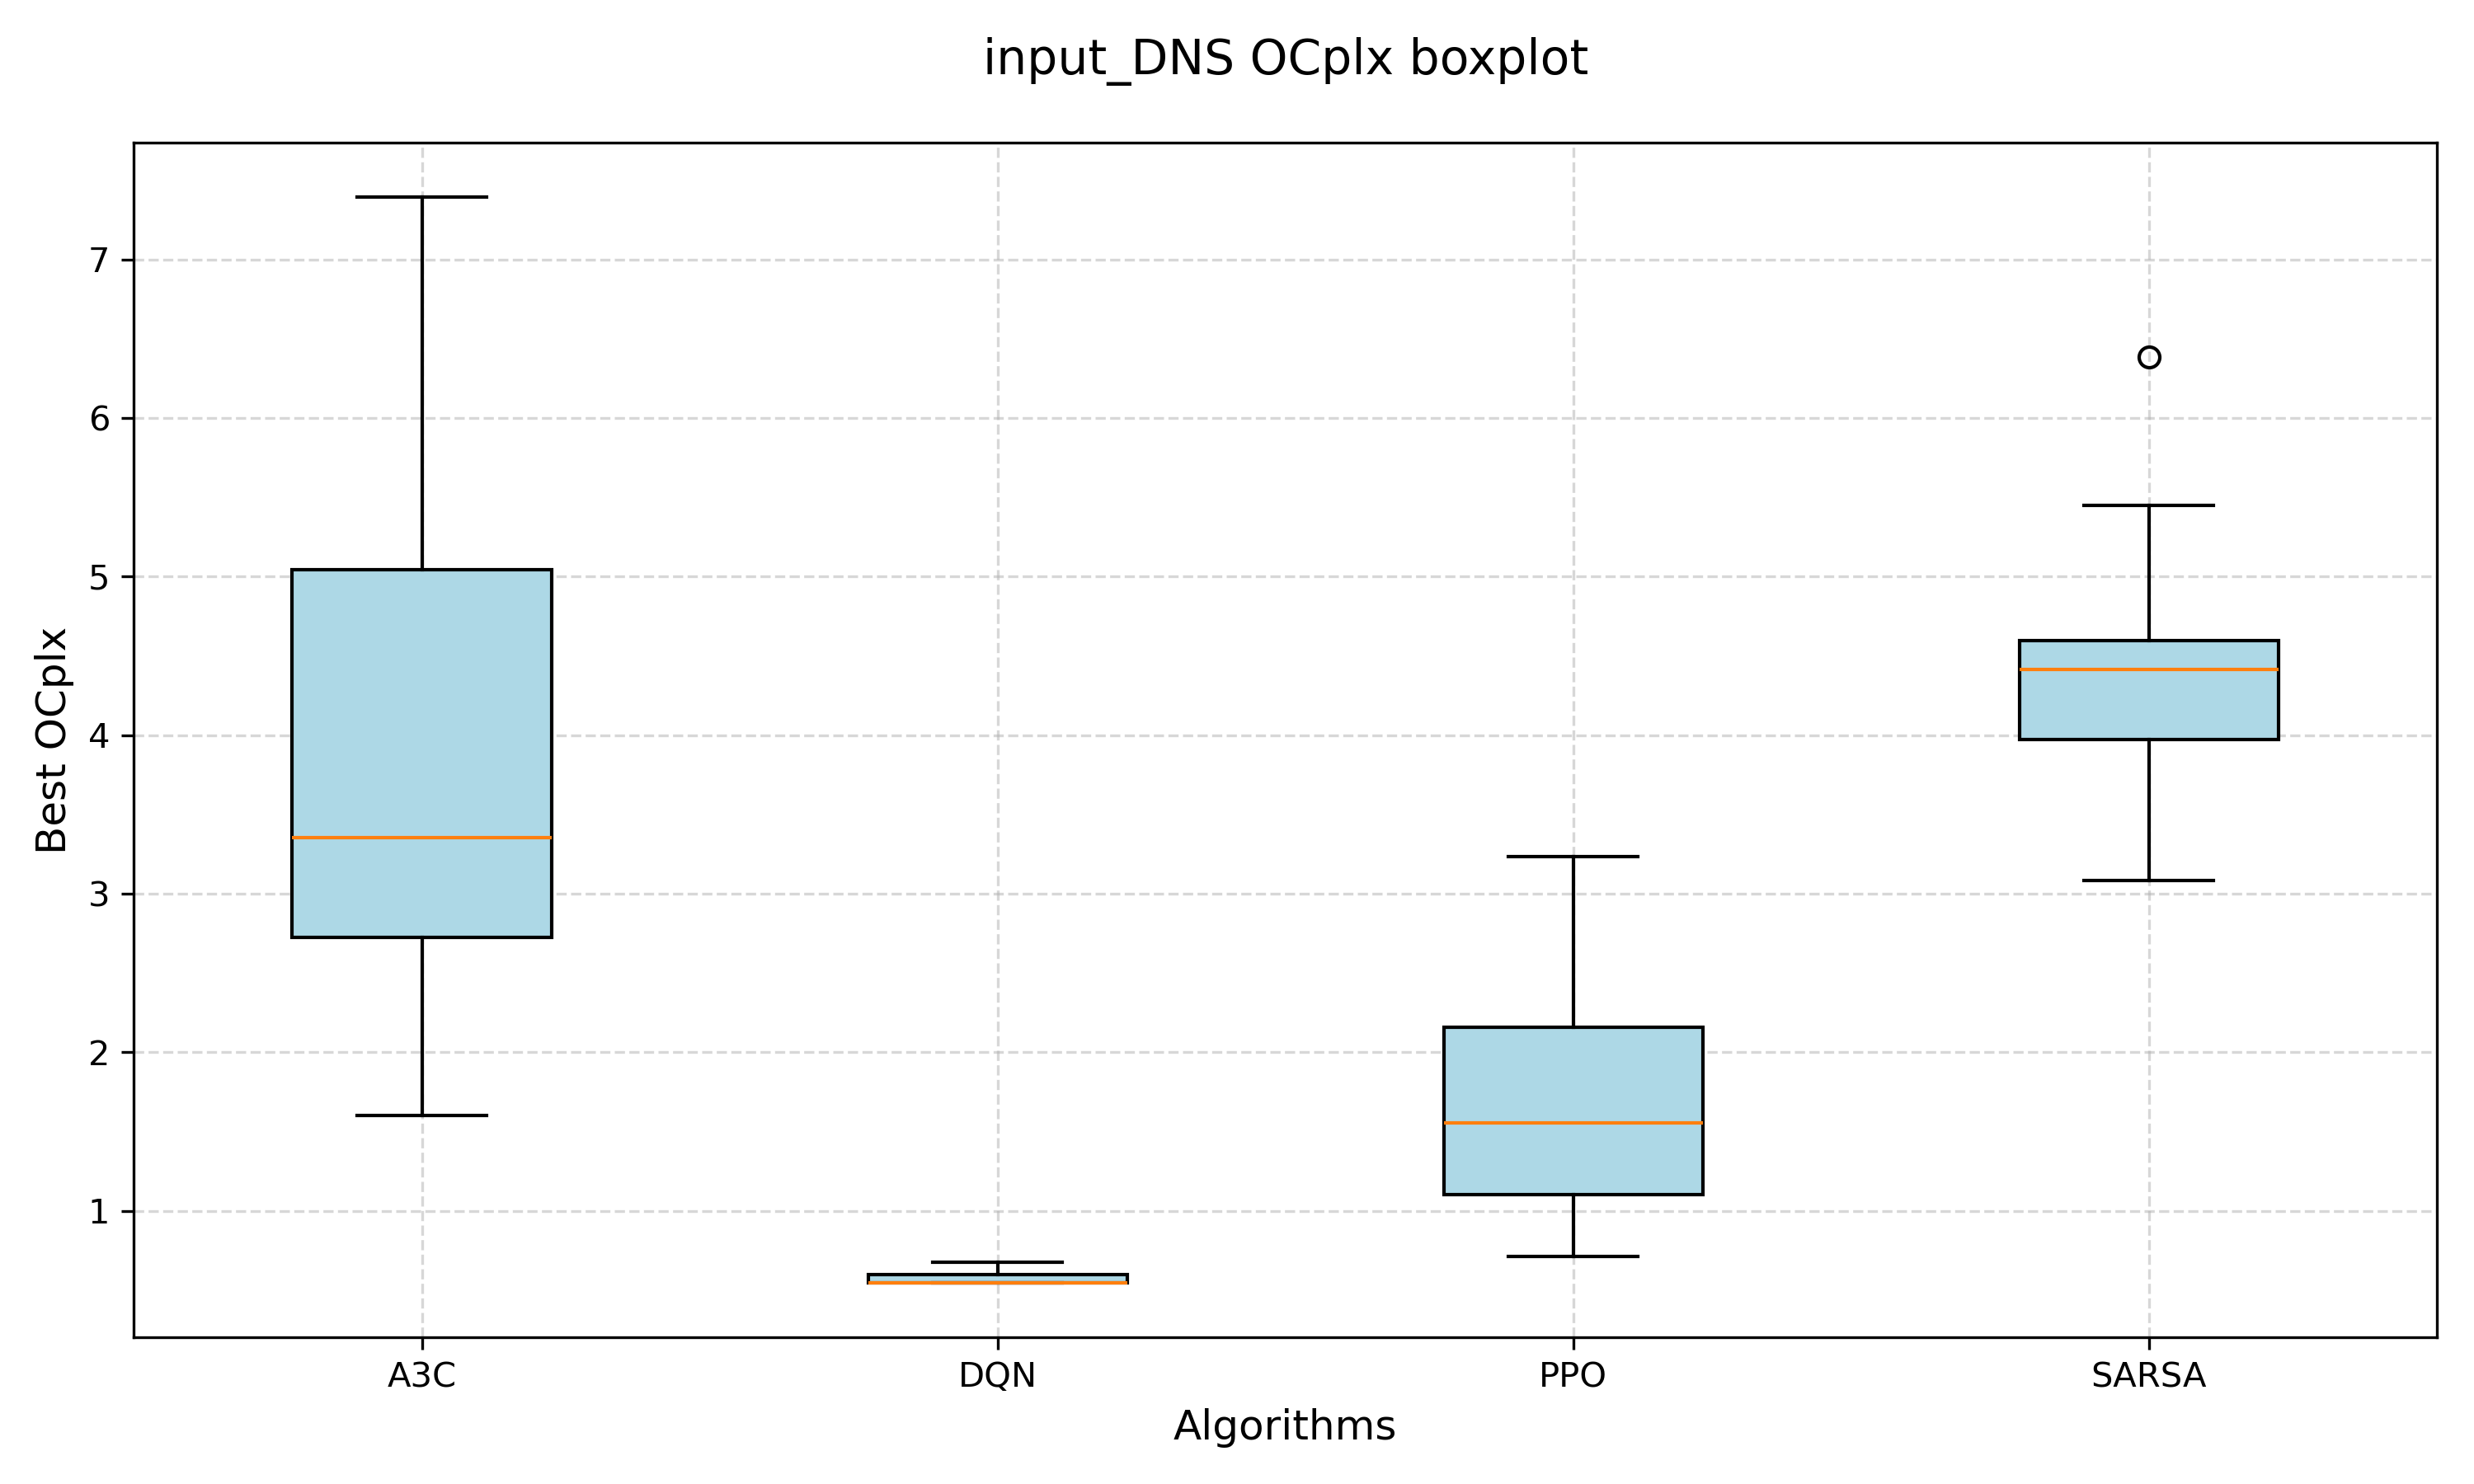 input_DNS OCplx boxplot
Best OCplx
7
6
5
4
3
2
1
A3C
DQN
PPO
SARSA
Algorithms